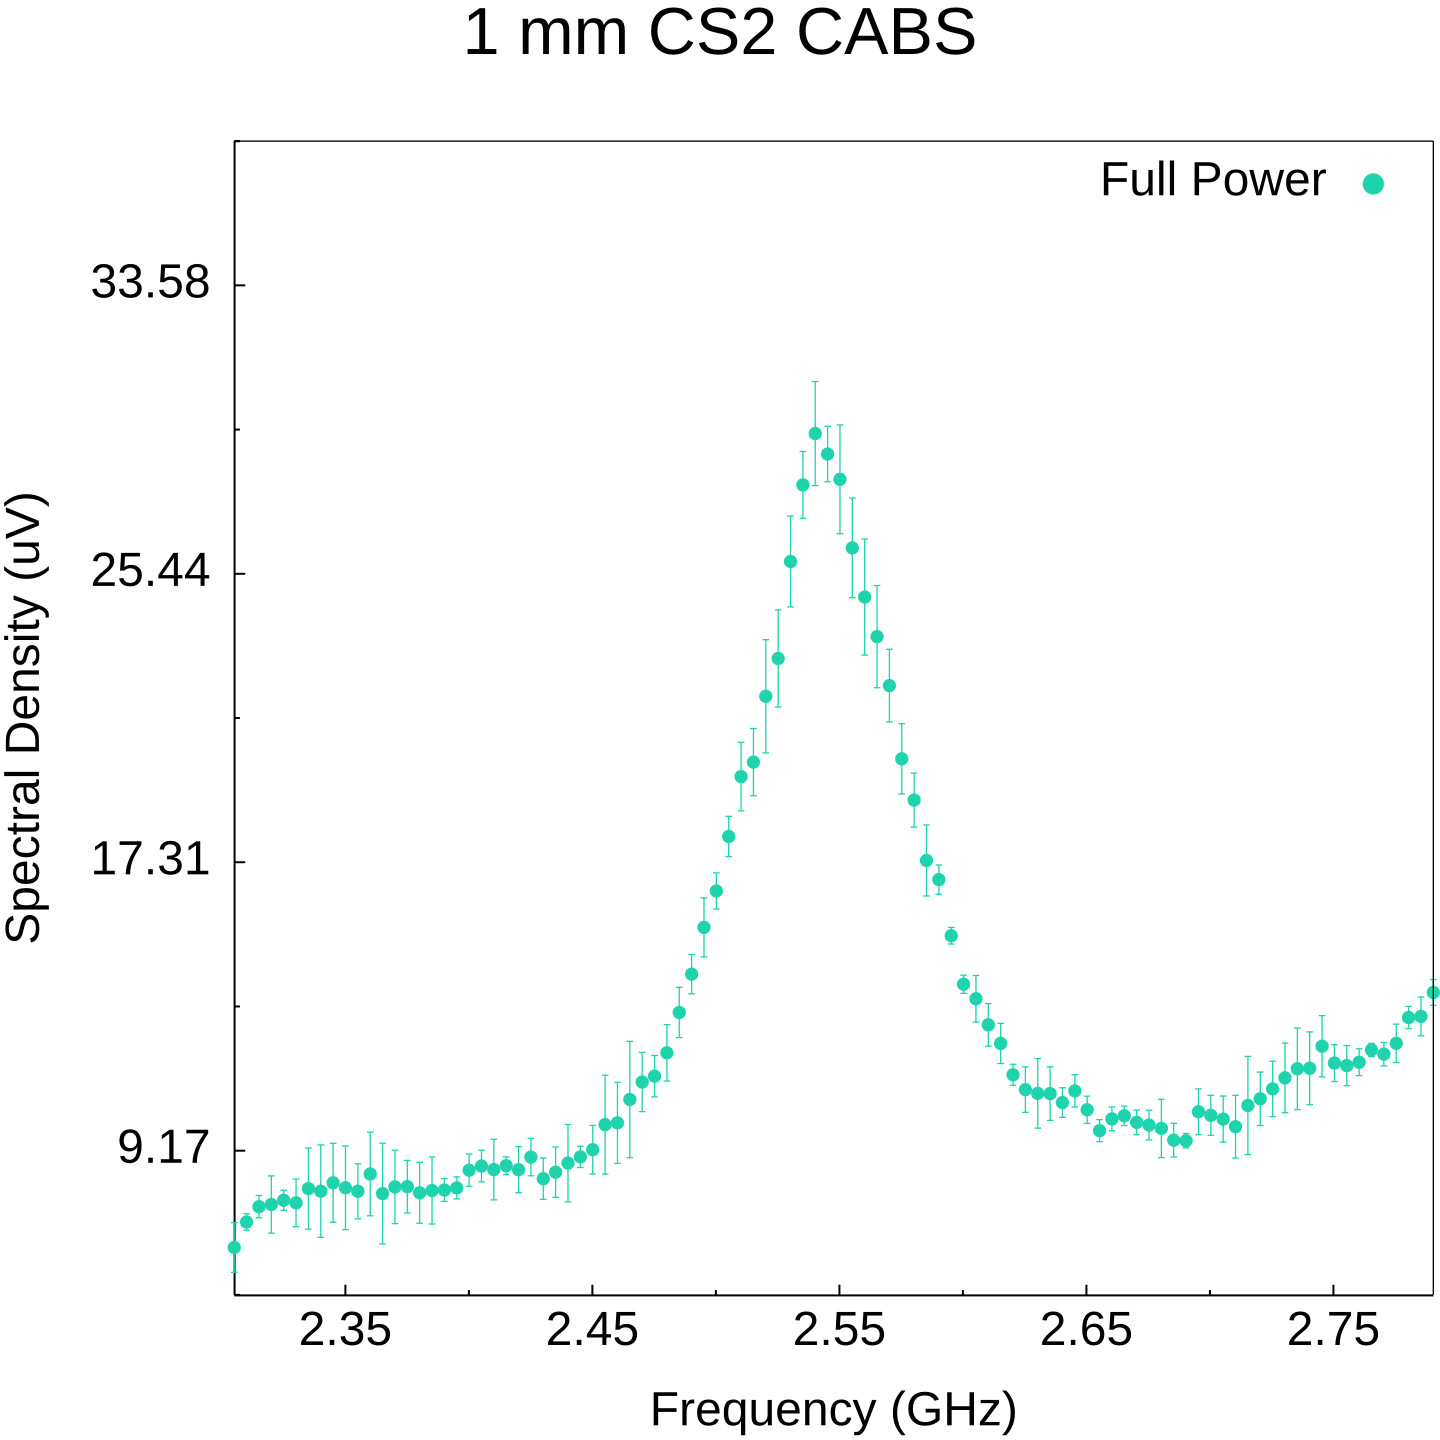 1 mm CS2 CABS
Full Power
33.58
25.44
17.31
9.17
Spectral Density (uV)
2.35 2.45 2.55 2.65 2.75
Frequency (GHz)